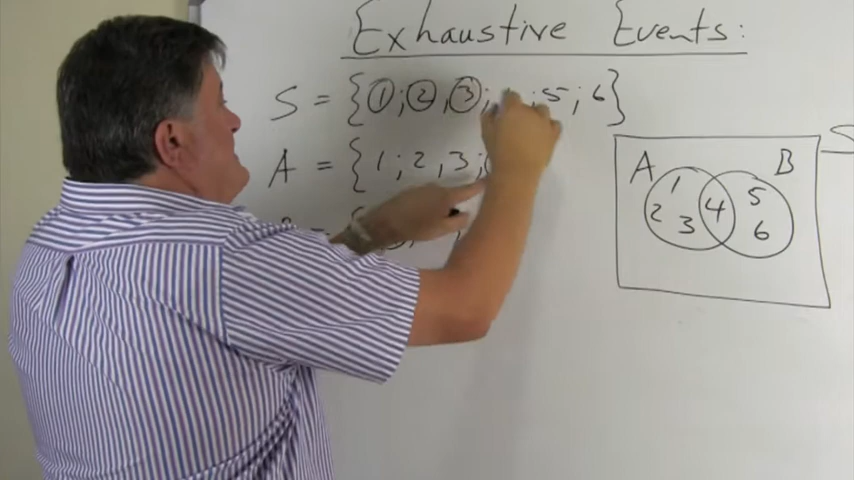 Exhaustive Events:
S = {1; 2, 3; ; 5; 6}
A = {1; 2, 3;
=
S
A B
1
2 3 4 5
6